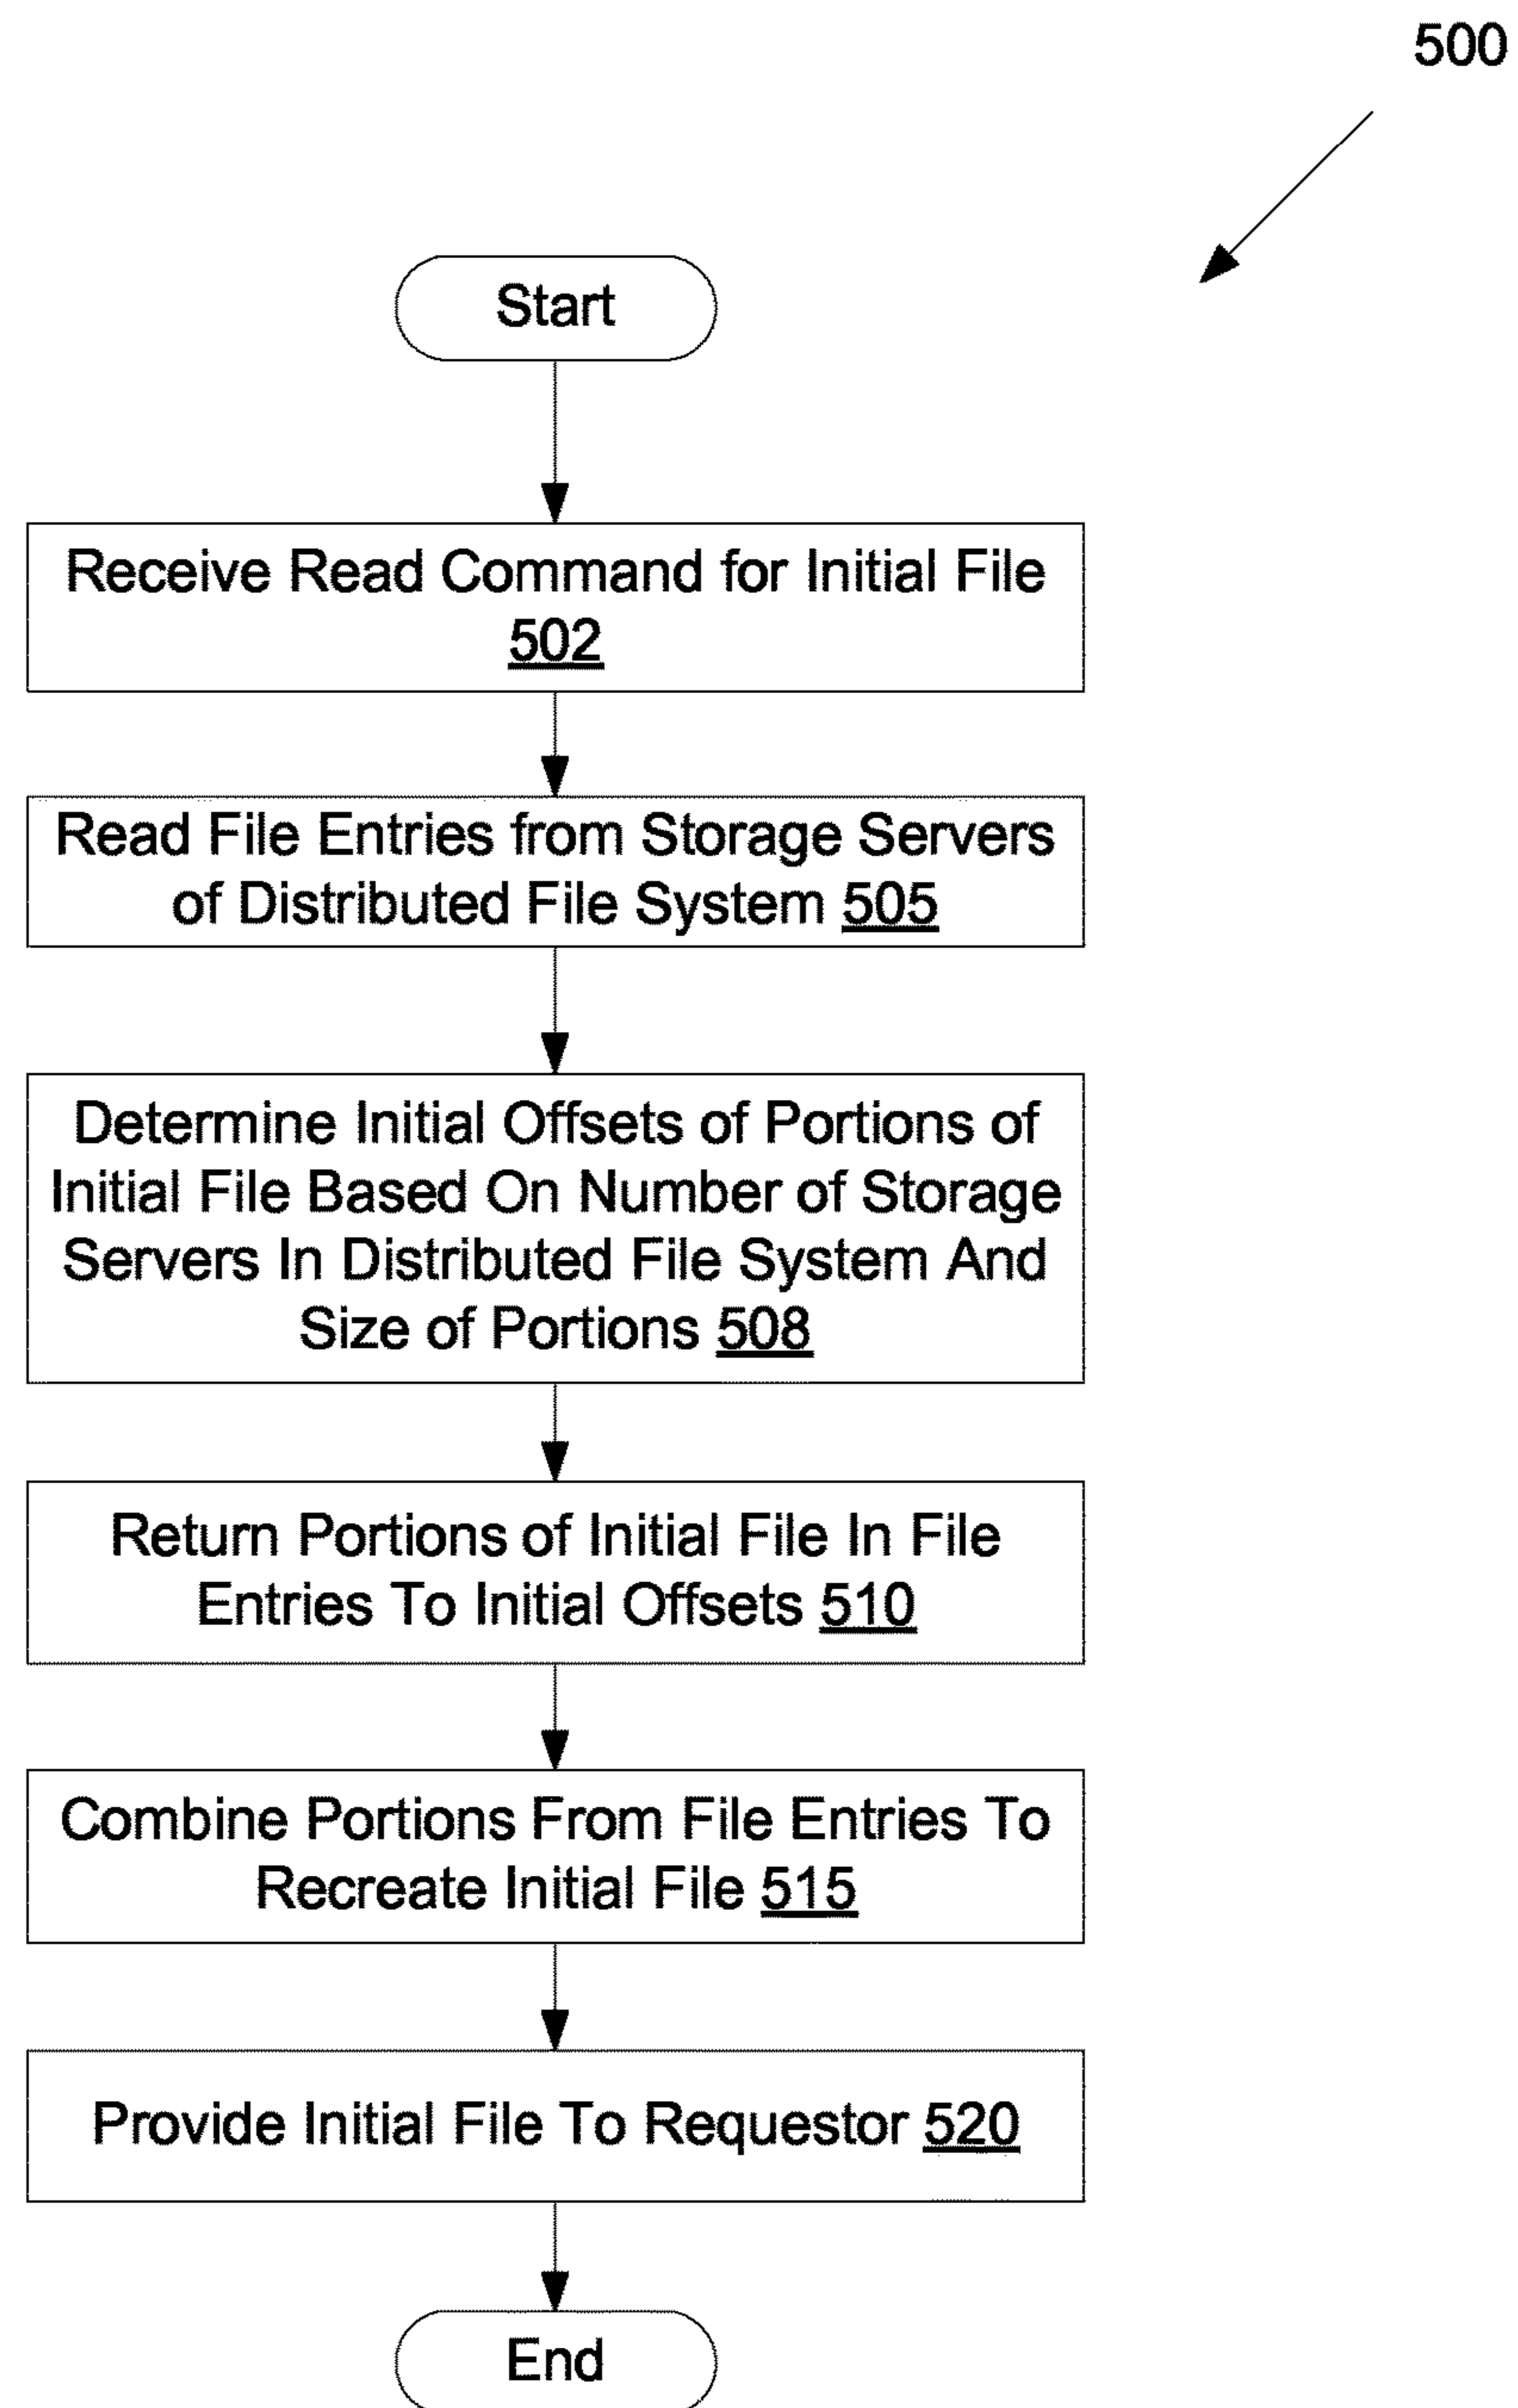 500
Start
Receive Read Command for Initial File
502
Read File Entries from Storage Servers
of Distributed File System 505
Determine Initial Offsets of Portions of
Initial File Based On Number of Storage
Servers In Distributed File System And
Size of Portions 508
Return Portions of Initial File In File
Entries To Initial Offsets 510
Combine Portions From File Entries To
Recreate Initial File 515
Provide Initial File To Requestor 520
End